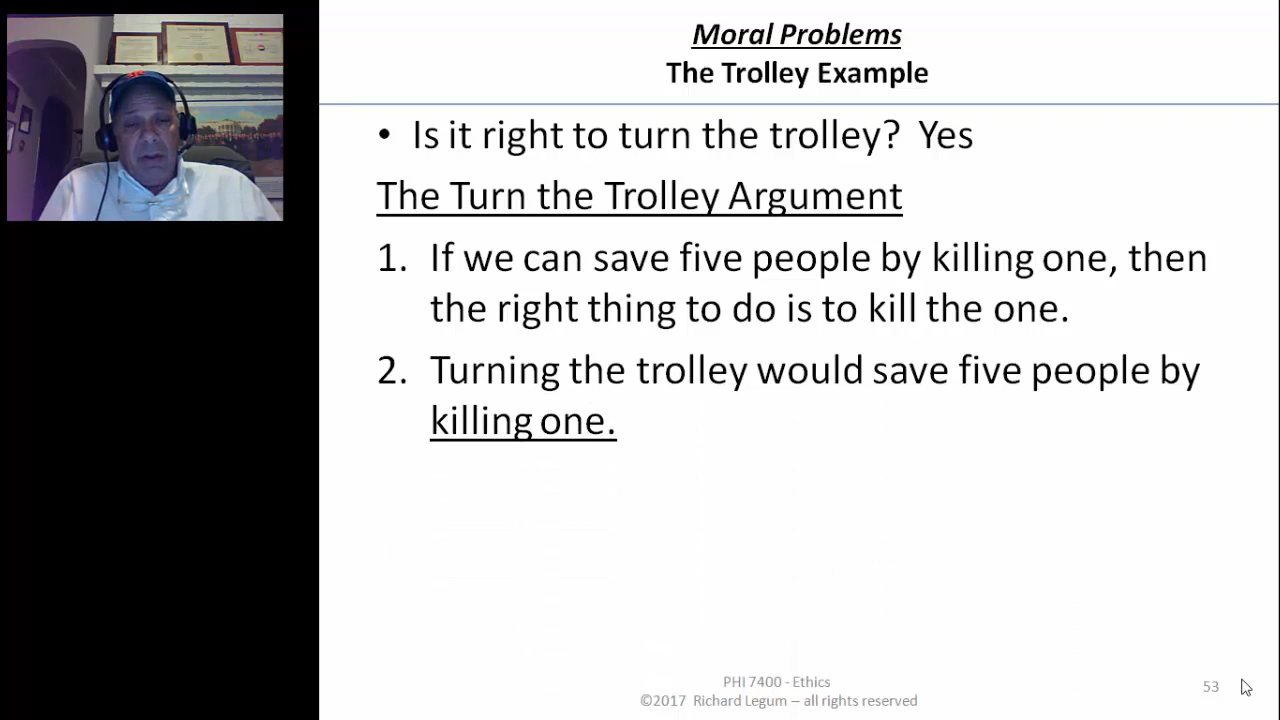 Moral Problems
The Trolley Example
• Is it right to turn the trolley? Yes
The Turn the Trolley Argument
1. If we can save five people by killing one, then
the right thing to do is to kill the one.
2. Turning the trolley would save five people by
killing one.
PHI 7400 - Ethics
©2017 Richard Legum – all rights reserved
53